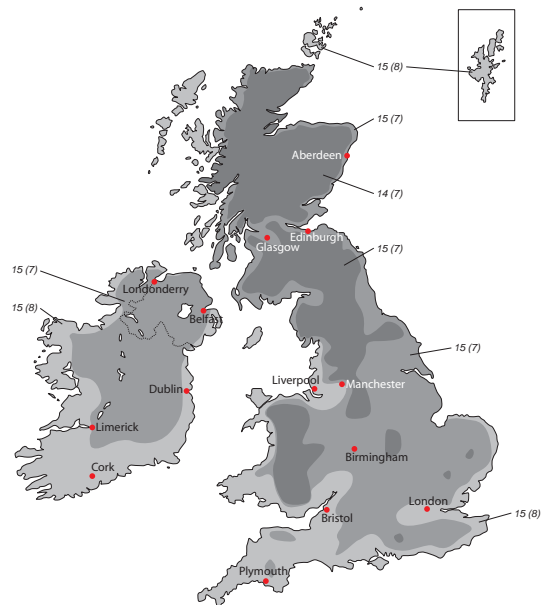 15 (8)
15 (7)
Aberdeen
14 (7)
Edinburgh
Glasgow
15 (7)
15 (7)
Londonderry
15 (8)
Belfast
15 (7)
Liverpool
Manchester
Dublin
Limerick
Birmingham
Cork
London
Bristol
15 (8)
Plymouth